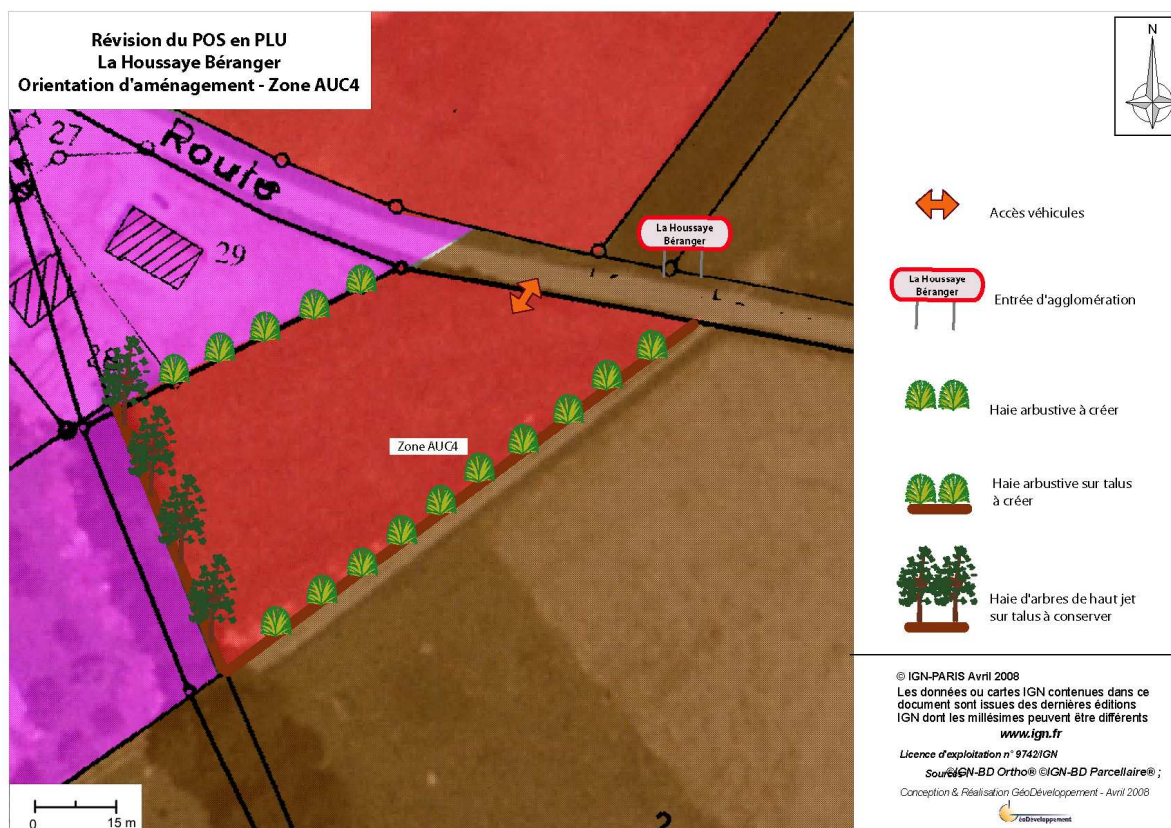 Révision du POS en PLU
La Houssaye Béranger
Orientation d'aménagement - Zone AUC4
N
27
Route
29
La Houssaye
Béranger
Zone AUC4
2
0 15 m
Accès véhicules
La Houssaye
Béranger
Entrée d'agglomération
Haie arbustive à créer
Haie arbustive sur talus
à créer
Haie d'arbres de haut jet
sur talus à conserver
© IGN-PARIS Avril 2008
Les données ou cartes IGN contenues dans ce
document sont issues des dernières éditions
IGN dont les millésimes peuvent être différents
www.ign.fr
Licence d'exploitation n° 9742/IGN
Sources ©IGN-BD Ortho® ©IGN-BD Parcellaire® ;
Conception & Réalisation GéoDéveloppement - Avril 2008
GéoDéveloppement